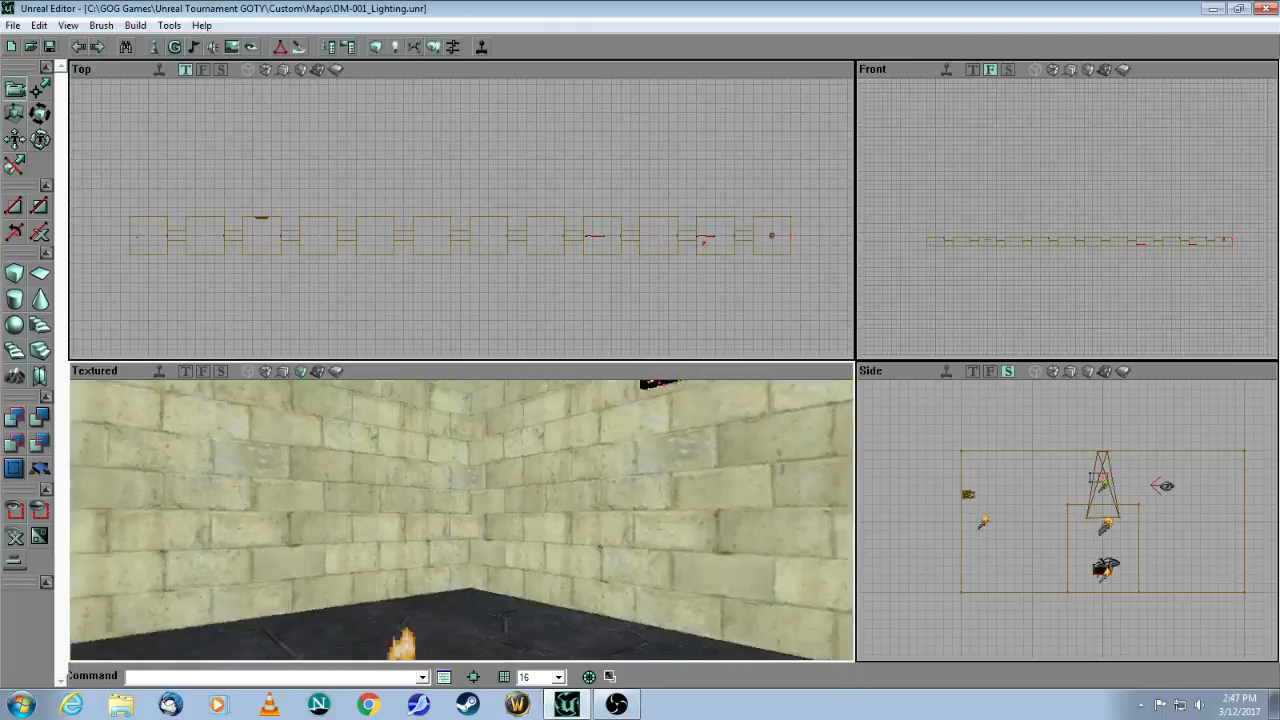 Unreal Editor - [C:\GOG Games\Unreal Tournament GOTY\Custom\Maps\DM-001_Lighting.unr]
File Edit View Brush Build Tools Help
Top T F S
Front T F S
Textured T F S
Side T F S
Command 16
2:47 PM
3/12/2017